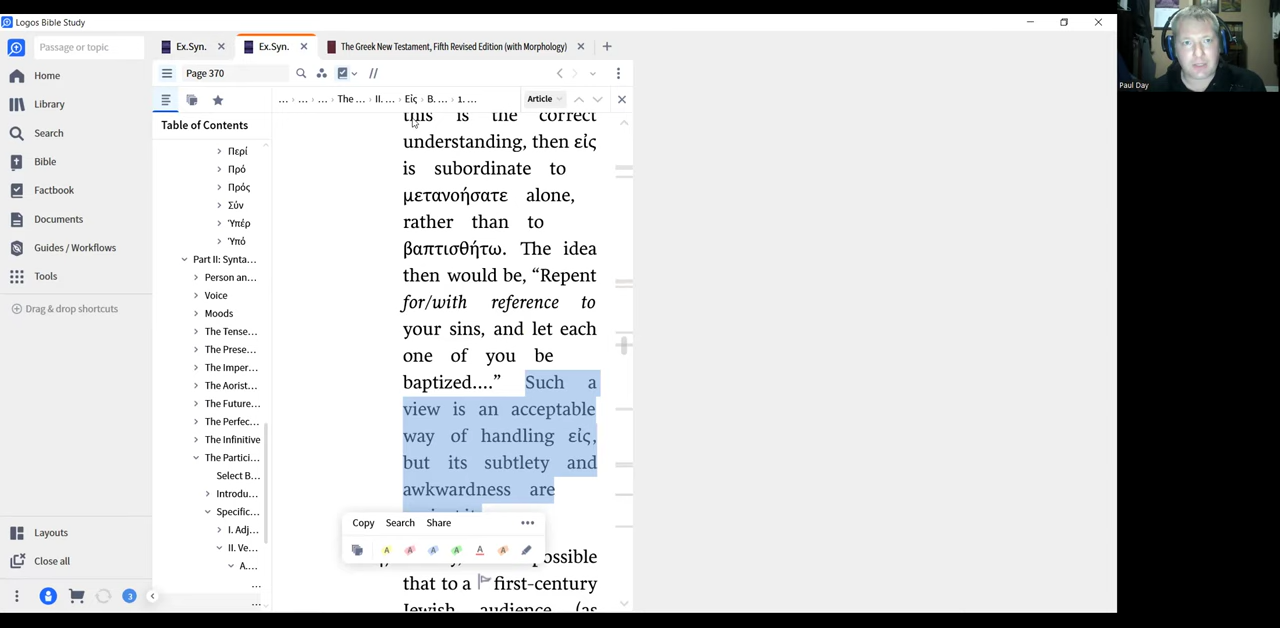 Logos Bible Study
Passage or topic
Home
Library
Search
Bible
Factbook
Documents
Guides / Workflows
Tools
Drag & drop shortcuts
Layouts
Close all
3
Ex.Syn.
Ex.Syn.
The Greek New Testament, Fifth Revised Edition (with Morphology)
Page 370
... › ... › ... › The ... › II. ... › Εἰς › B. ... › 1. ...
Article
Table of Contents
Περί
Πρό
Πρός
Σύν
Ὑπέρ
Ὑπό
Part II: Synta...
Person an...
Voice
Moods
The Tense...
The Prese...
The Imper...
The Aorist...
The Future...
The Perfec...
The Infinitive
The Partici...
Select B...
Introdu...
Specific...
I. Adj...
II. Ve...
A....
...
...
this is the correct
understanding, then εἰς
is subordinate to
μετανοήσατε alone,
rather than to
βαπτισθήτω. The idea
then would be, “Repent
for/with reference to
your sins, and let each
one of you be
baptized....” Such a
view is an acceptable
way of handling εἰς,
but its subtlety and
awkwardness are
Copy Search Share
A A A A A A
possible
that to a first-century
Jewish audience (as
Paul Day